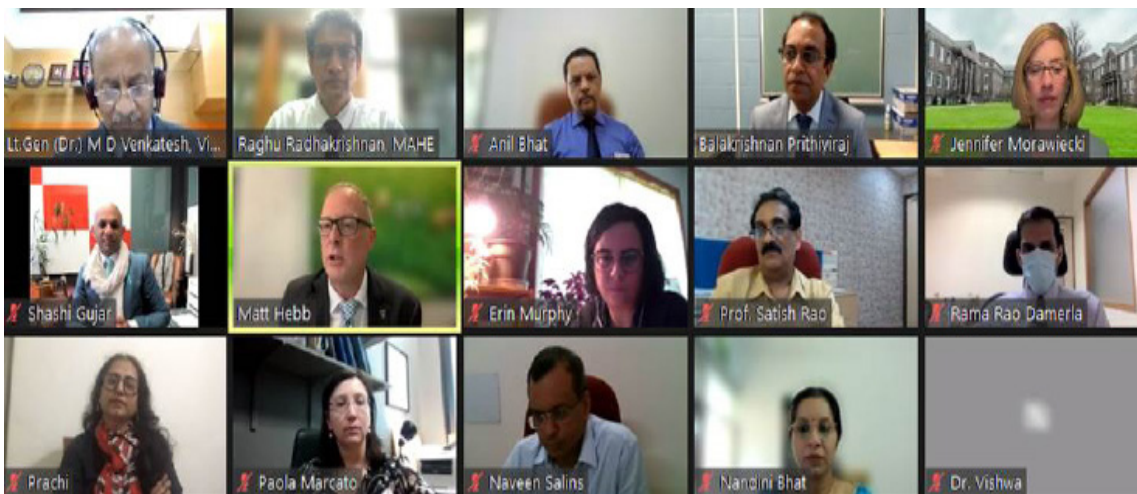 Lt.Gen (Dr.) M D Venkatesh, Vi...
Raghu Radhakrishnan, MAHE
Anil Bhat
Balakrishnan Prithiviraj
Jennifer Morawiecki
Shashi Gujar
Matt Hebb
Erin Murphy
Prof. Satish Rao
Rama Rao Damerla
Prachi
Paola Marcato
Naveen Salins
Nandini Bhat
Dr. Vishwa